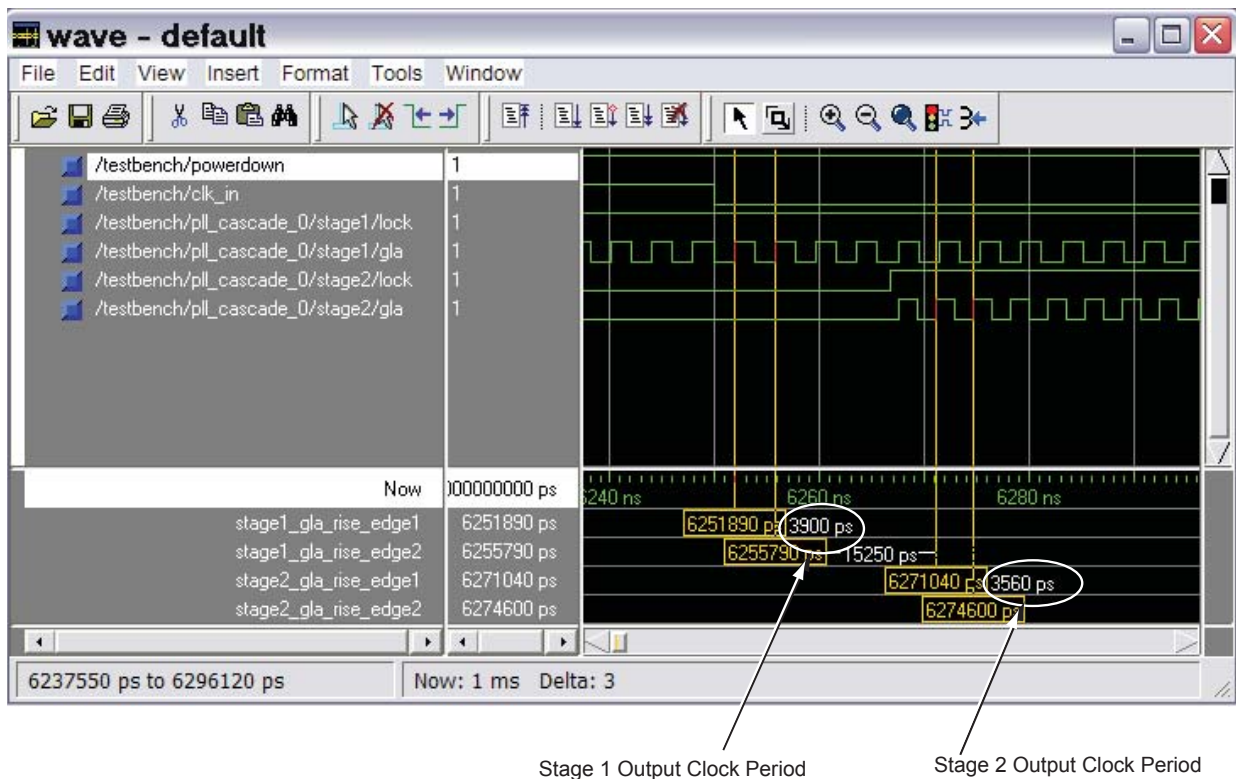 wave - default
File Edit View Insert Format Tools Window
/testbench/powerdown 1
/testbench/clk_in 1
/testbench/pll_cascade_0/stage1/lock 1
/testbench/pll_cascade_0/stage1/gla 1
/testbench/pll_cascade_0/stage2/lock 1
/testbench/pll_cascade_0/stage2/gla 1
Now 000000000 ps 6240 ns 6260 ns 6280 ns
stage1_gla_rise_edge1 6251890 ps 6251890 ps 3900 ps
stage1_gla_rise_edge2 6255790 ps 6255790 ps 15250 ps
stage2_gla_rise_edge1 6271040 ps 6271040 ps 3560 ps
stage2_gla_rise_edge2 6274600 ps 6274600 ps
6237550 ps to 6296120 ps Now: 1 ms Delta: 3
Stage 1 Output Clock Period Stage 2 Output Clock Period